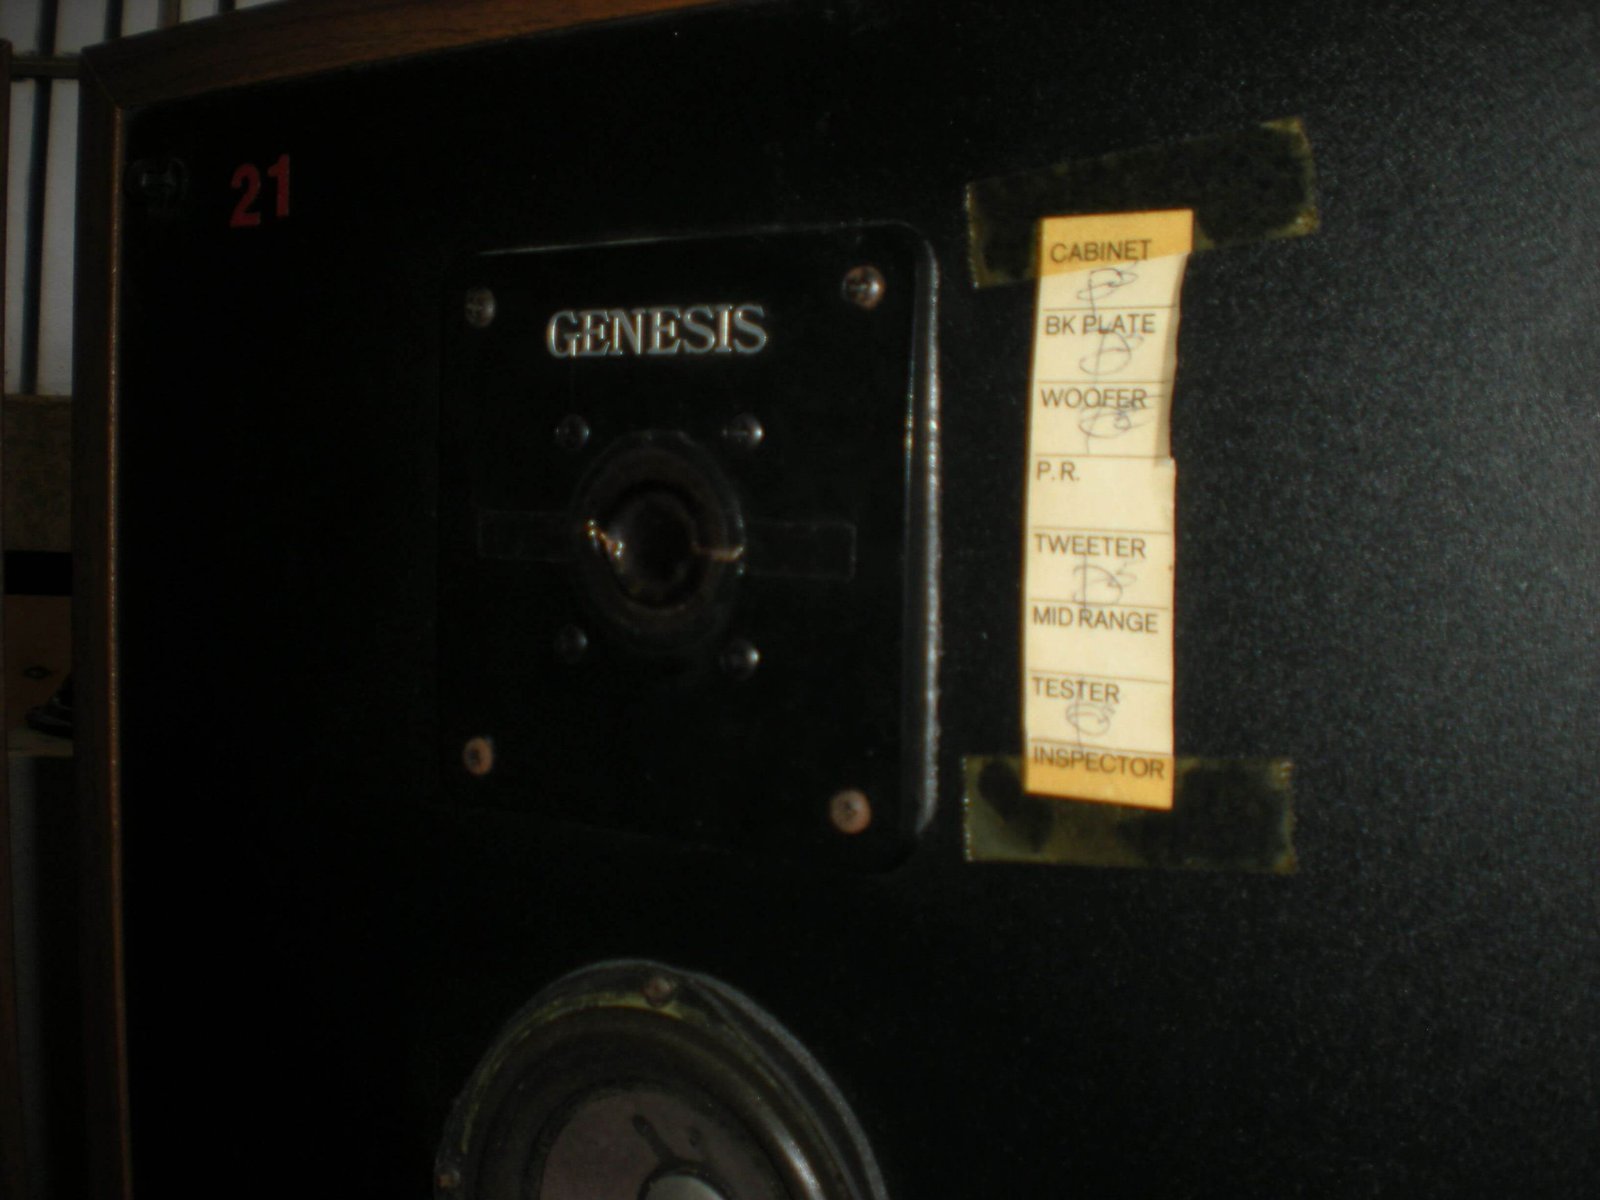 21
GENESIS
CABINET
BK PLATE
WOOFER
P.R.
TWEETER
MID RANGE
TESTER
INSPECTOR